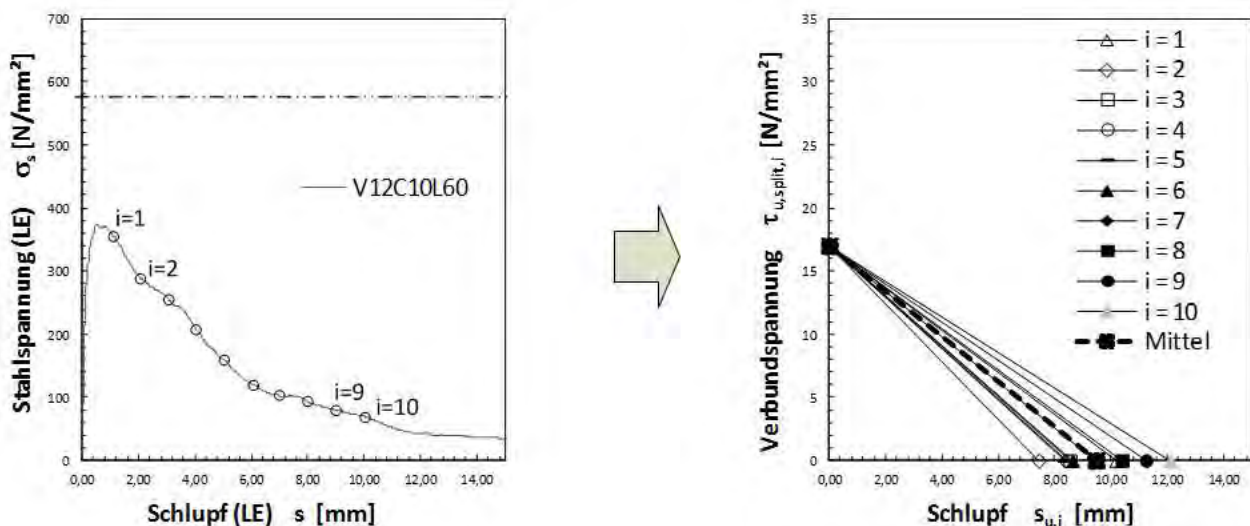 700
600
500
400
300
200
100
0
Stahlspannung (LE) σs [N/mm²]
V12C10L60
i=1
i=2
i=9
i=10
0,00 2,00 4,00 6,00 8,00 10,00 12,00 14,00
Schlupf (LE) s [mm]
35
30
25
20
15
10
5
0
Verbundspannung τu,split,i [N/mm²]
i = 1
i = 2
i = 3
i = 4
i = 5
i = 6
i = 7
i = 8
i = 9
i = 10
Mittel
0,00 2,00 4,00 6,00 8,00 10,00 12,00 14,00
Schlupf su,i [mm]